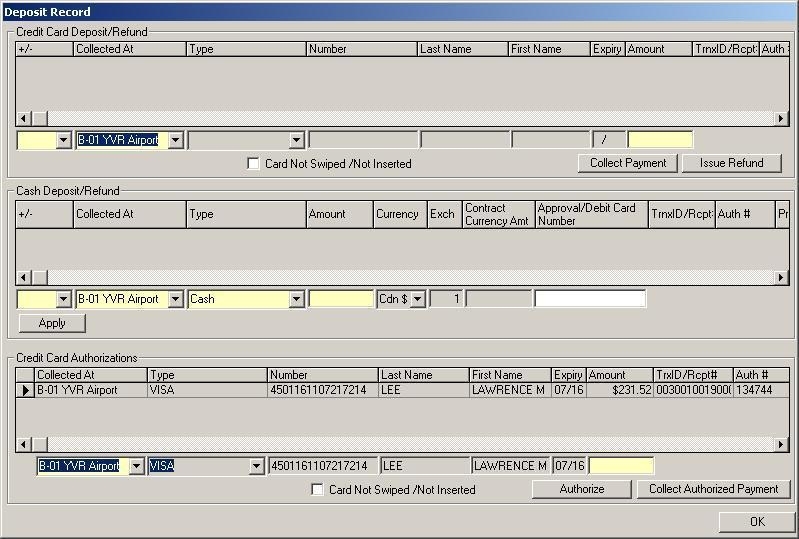 Deposit Record
Credit Card Deposit/Refund
+/- Collected At Type Number Last Name First Name Expiry Amount TrnxID/Rcpt: Auth
B-01 YVR Airport /
Card Not Swiped /Not Inserted Collect Payment Issue Refund
Cash Deposit/Refund
+/- Collected At Type Amount Currency Exch Contract Currency Amt Approval/Debit Card Number TrnxID/Rcpt: Auth # Pr
B-01 YVR Airport Cash Cdn $ 1
Apply
Credit Card Authorizations
Collected At Type Number Last Name First Name Expiry Amount TrxID/Rcpt# Auth #
B-01 YVR Airport VISA 4501161107217214 LEE LAWRENCE M 07/16 $231.52 0030010019000 134744
B-01 YVR Airport VISA 4501161107217214 LEE LAWRENCE M 07/16
Card Not Swiped /Not Inserted Authorize Collect Authorized Payment
OK